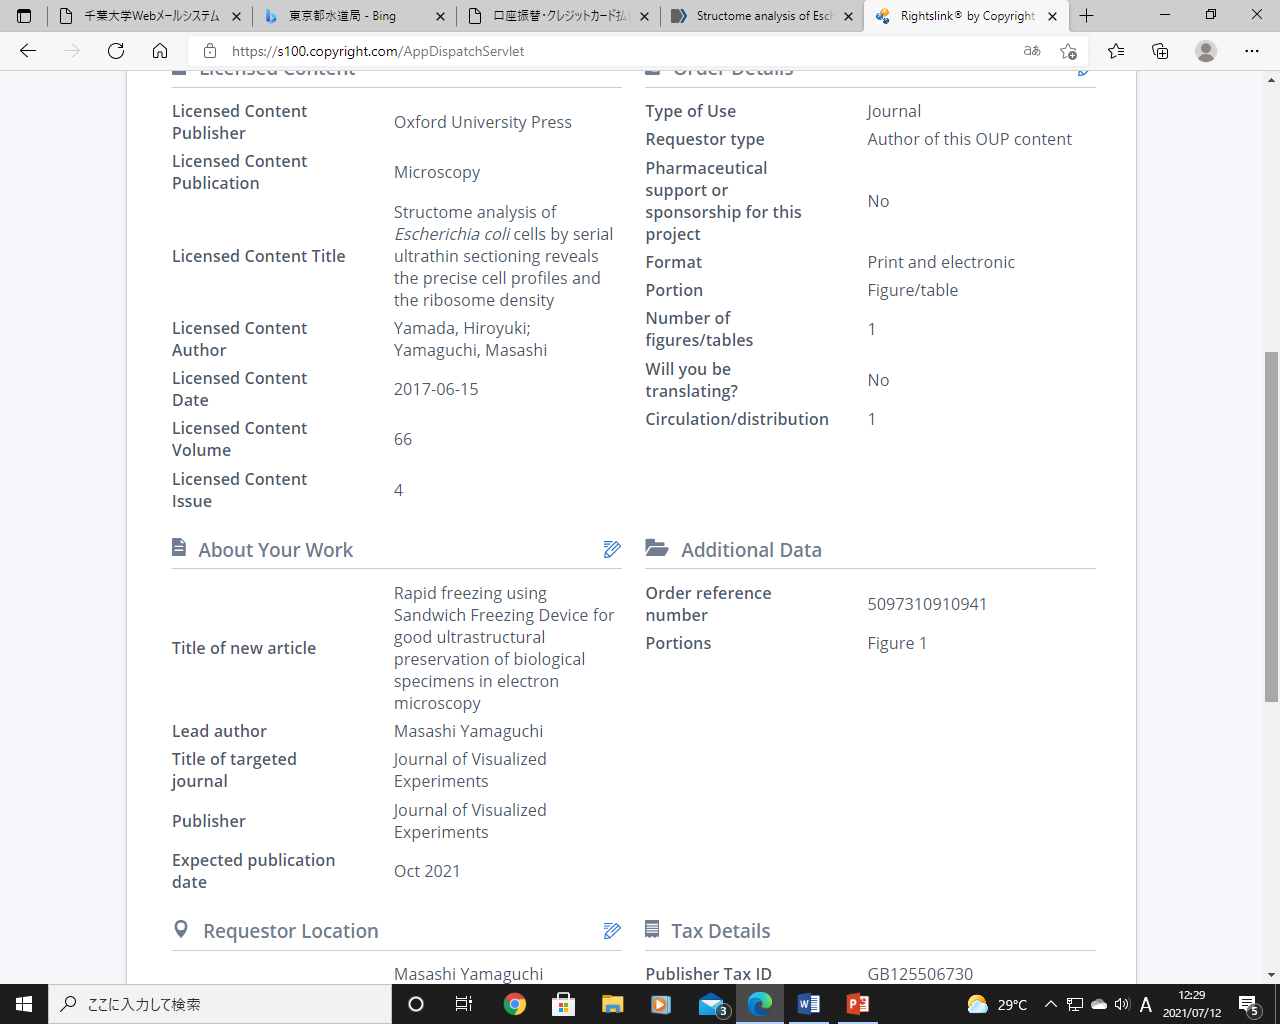 千葉大学Webメールシステム
東京都水道局 - Bing
口座振替・クレジットカード払
Structome analysis of Esch
Rightslink® by Copyright
https://s100.copyright.com/AppDispatchServlet
Licensed Content
Order Details
Licensed Content Publisher
Oxford University Press
Licensed Content Publication
Microscopy
Licensed Content Title
Structome analysis of
Escherichia coli cells by serial
ultrathin sectioning reveals
the precise cell profiles and
the ribosome density
Licensed Content Author
Yamada, Hiroyuki;
Yamaguchi, Masashi
Licensed Content Date
2017-06-15
Licensed Content Volume
66
Licensed Content Issue
4
Type of Use
Journal
Requestor type
Author of this OUP content
Pharmaceutical
support or
sponsorship for this
project
No
Format
Print and electronic
Portion
Figure/table
Number of
figures/tables
1
Will you be
translating?
No
Circulation/distribution
1
About Your Work
Title of new article
Rapid freezing using
Sandwich Freezing Device for
good ultrastructural
preservation of biological
specimens in electron
microscopy
Lead author
Masashi Yamaguchi
Title of targeted
journal
Journal of Visualized
Experiments
Publisher
Journal of Visualized
Experiments
Expected publication
date
Oct 2021
Additional Data
Order reference
number
5097310910941
Portions
Figure 1
Requestor Location
Masashi Yamaguchi
Tax Details
Publisher Tax ID
GB125506730
ここに入力して検索
3
29°C
A
12:29
2021/07/12
5